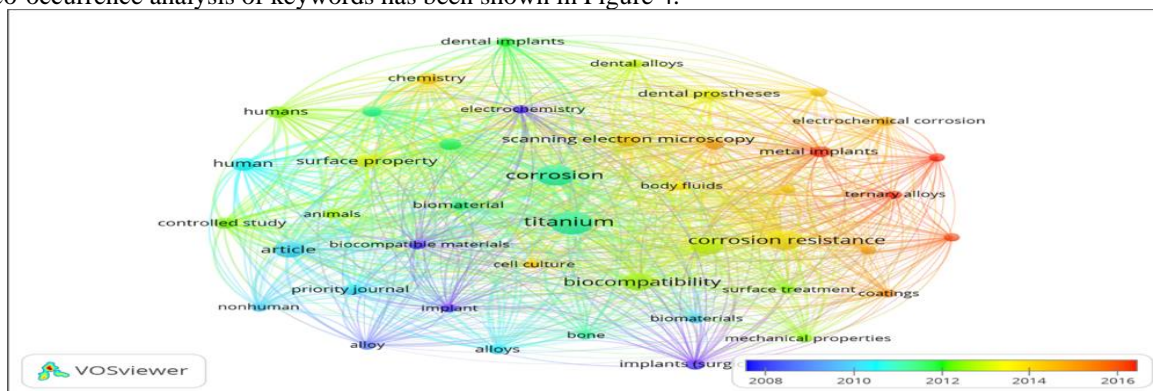 co-occurrence analysis of keywords has been shown in Figure 4.
dental implants
dental alloys
chemistry
dental prostheses
humans
electrochemistry
electrochemical corrosion
scanning electron microscopy
metal implants
human
surface property
corrosion
body fluids
ternary alloys
biomaterial
animals
controlled study
titanium
article
biocompatible materials
corrosion resistance
cell culture
biocompatibility
priority journal
surface treatment
coatings
nonhuman
implant
biomaterials
bone
mechanical properties
alloy
alloys
implants (surg
VOSviewer
2008 2010 2012 2014 2016